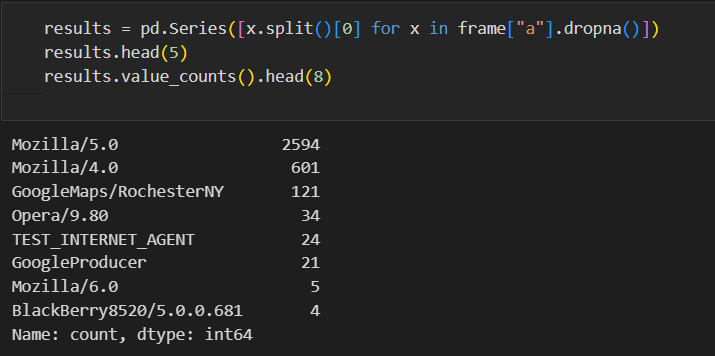 results = pd.Series([x.split()[0] for x in frame["a"].dropna()])
results.head(5)
results.value_counts().head(8)
Mozilla/5.0 2594
Mozilla/4.0 601
GoogleMaps/RochesterNY 121
Opera/9.80 34
TEST_INTERNET_AGENT 24
GoogleProducer 21
Mozilla/6.0 5
BlackBerry8520/5.0.0.681 4
Name: count, dtype: int64